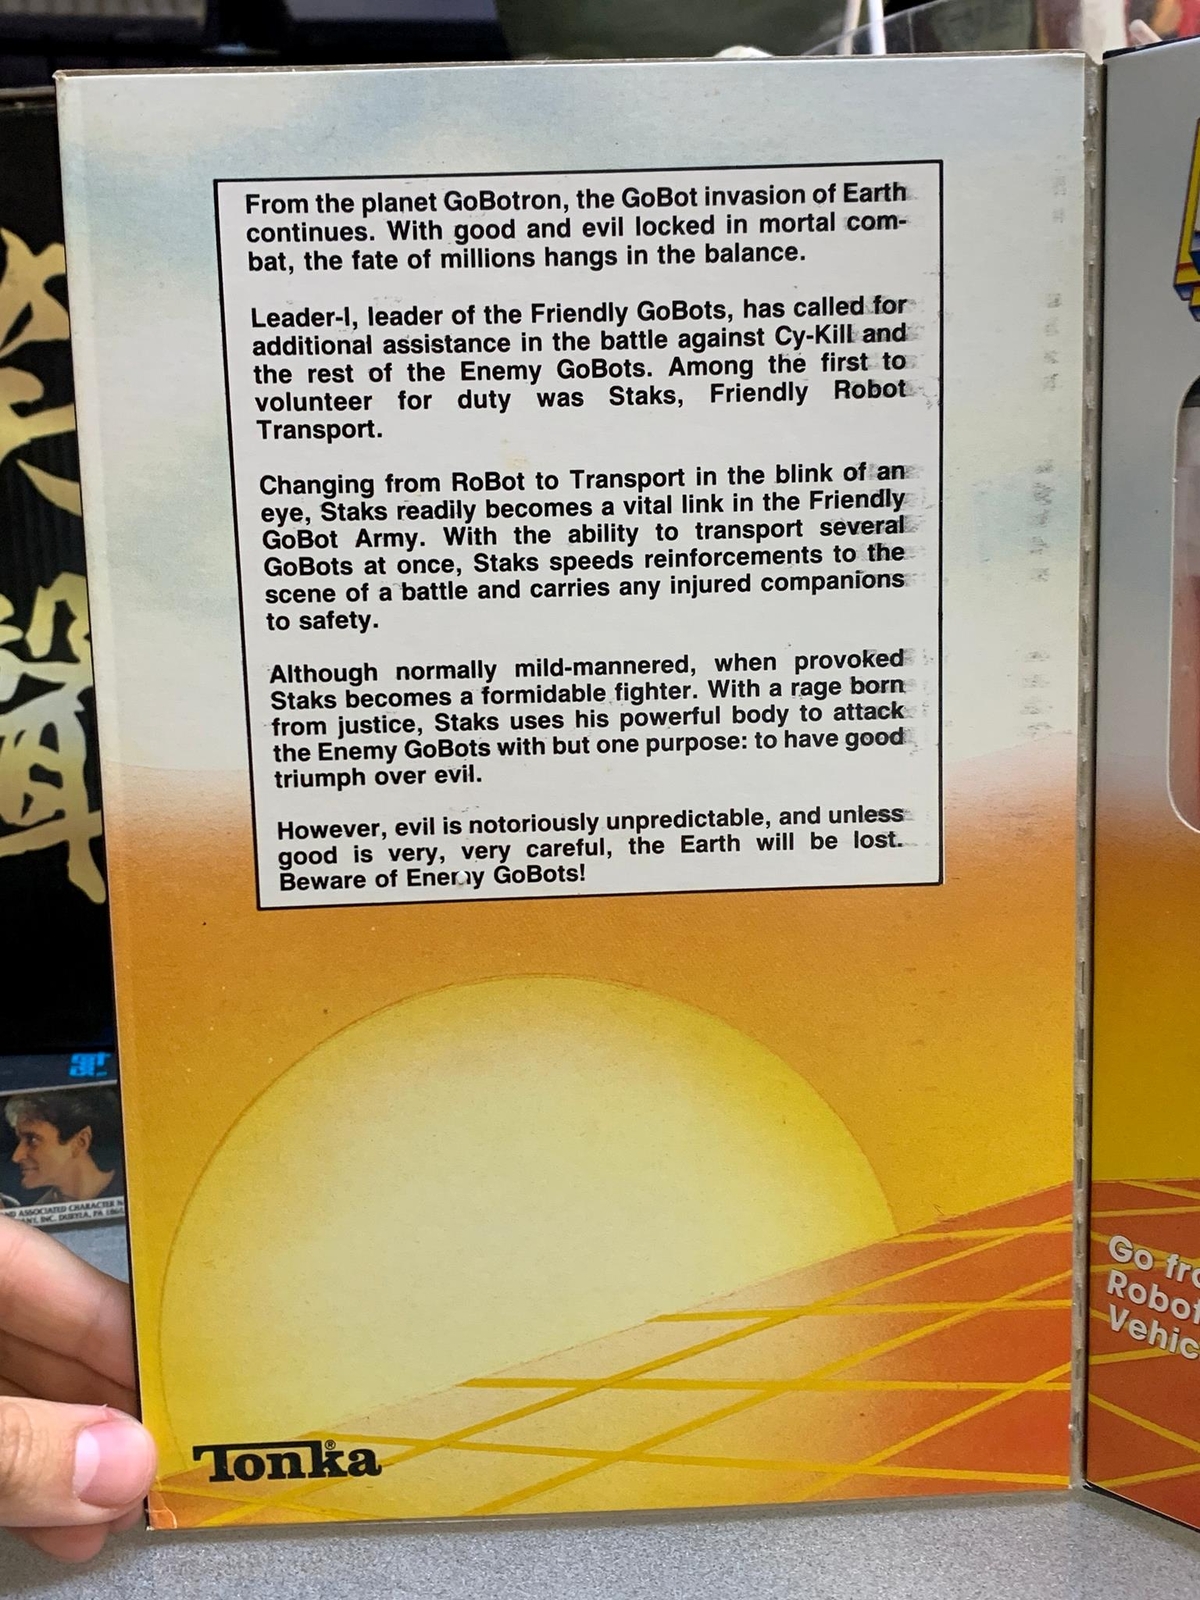 From the planet GoBotron, the GoBot invasion of Earth
continues. With good and evil locked in mortal com-
bat, the fate of millions hangs in the balance.
Leader-I, leader of the Friendly GoBots, has called for
additional assistance in the battle against Cy-Kill and
the rest of the Enemy GoBots. Among the first to
volunteer for duty was Staks, Friendly Robot
Transport.
Changing from RoBot to Transport in the blink of an
eye, Staks readily becomes a vital link in the Friendly
GoBot Army. With the ability to transport several
GoBots at once, Staks speeds reinforcements to the
scene of a battle and carries any injured companions
to safety.
Although normally mild-mannered, when provoked
Staks becomes a formidable fighter. With a rage born
from justice, Staks uses his powerful body to attack
the Enemy GoBots with but one purpose: to have good
triumph over evil.
However, evil is notoriously unpredictable, and unless
good is very, very careful, the Earth will be lost.
Beware of Enemy GoBots!
Tonka®
Go fro
Robot
Vehic
ASSOCIATED CHARACTER
INC. DURYEA, PA